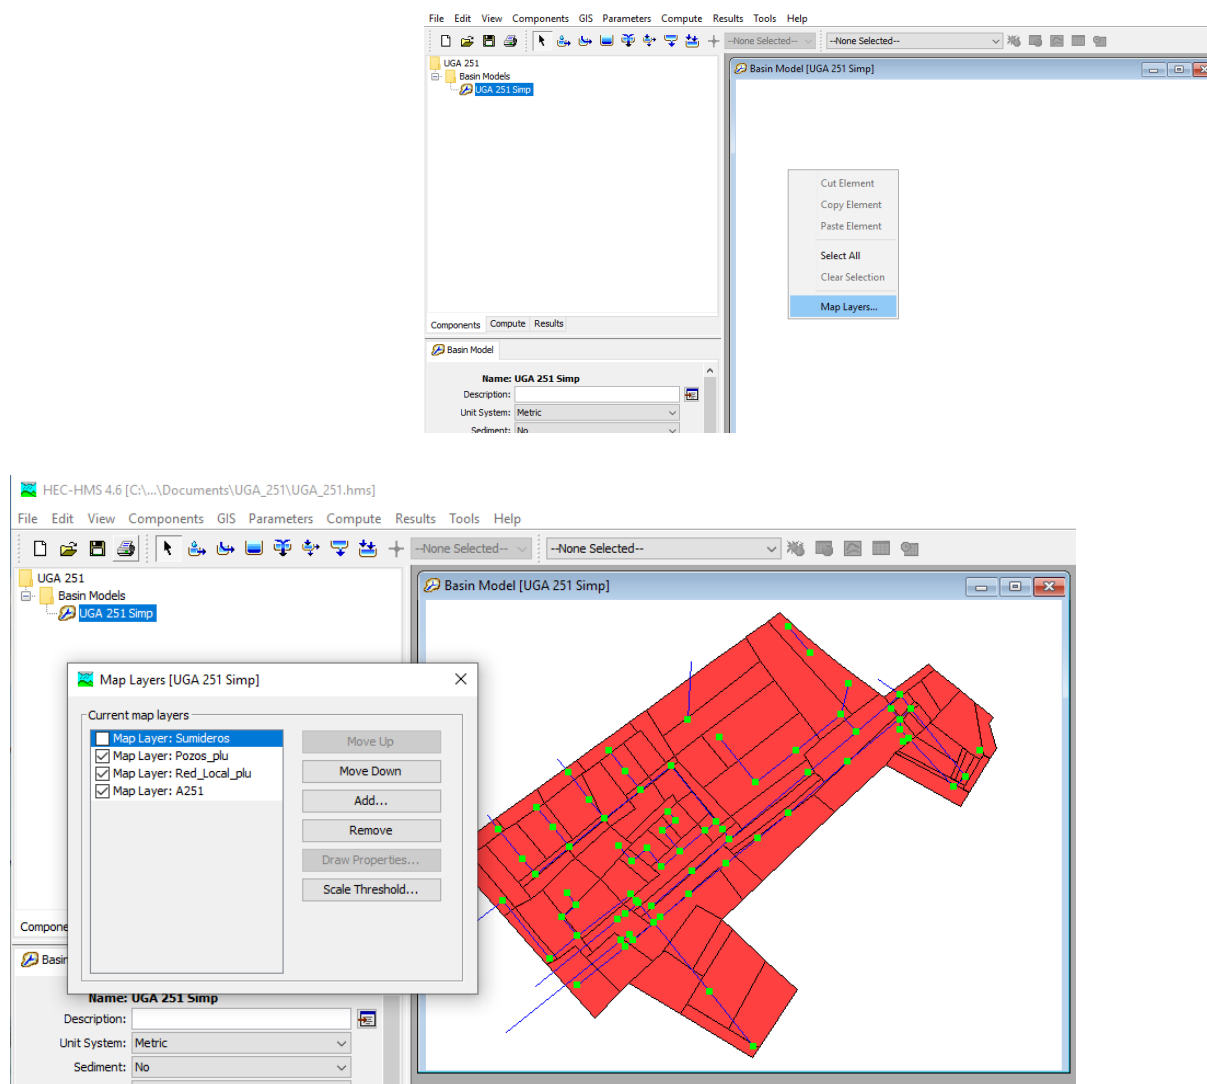 File Edit View Components GIS Parameters Compute Results Tools Help
--None Selected-- --None Selected--
UGA 251
Basin Models
UGA 251 Simp
Basin Model [UGA 251 Simp]
Cut Element
Copy Element
Paste Element
Select All
Clear Selection
Map Layers...
Components Compute Results
Basin Model
Name: UGA 251 Simp
Description:
Unit System: Metric
Sediment: No
HEC-HMS 4.6 [C:\...\Documents\UGA_251\UGA_251.hms]
File Edit View Components GIS Parameters Compute Results Tools Help
--None Selected-- --None Selected--
UGA 251
Basin Models
UGA 251 Simp
Basin Model [UGA 251 Simp]
Map Layers [UGA 251 Simp]
Current map layers
Map Layer: Sumideros
Map Layer: Pozos_plu
Map Layer: Red_Local_plu
Map Layer: A251
Move Up
Move Down
Add...
Remove
Draw Properties...
Scale Threshold...
Compone
Basin
Name: UGA 251 Simp
Description:
Unit System: Metric
Sediment: No